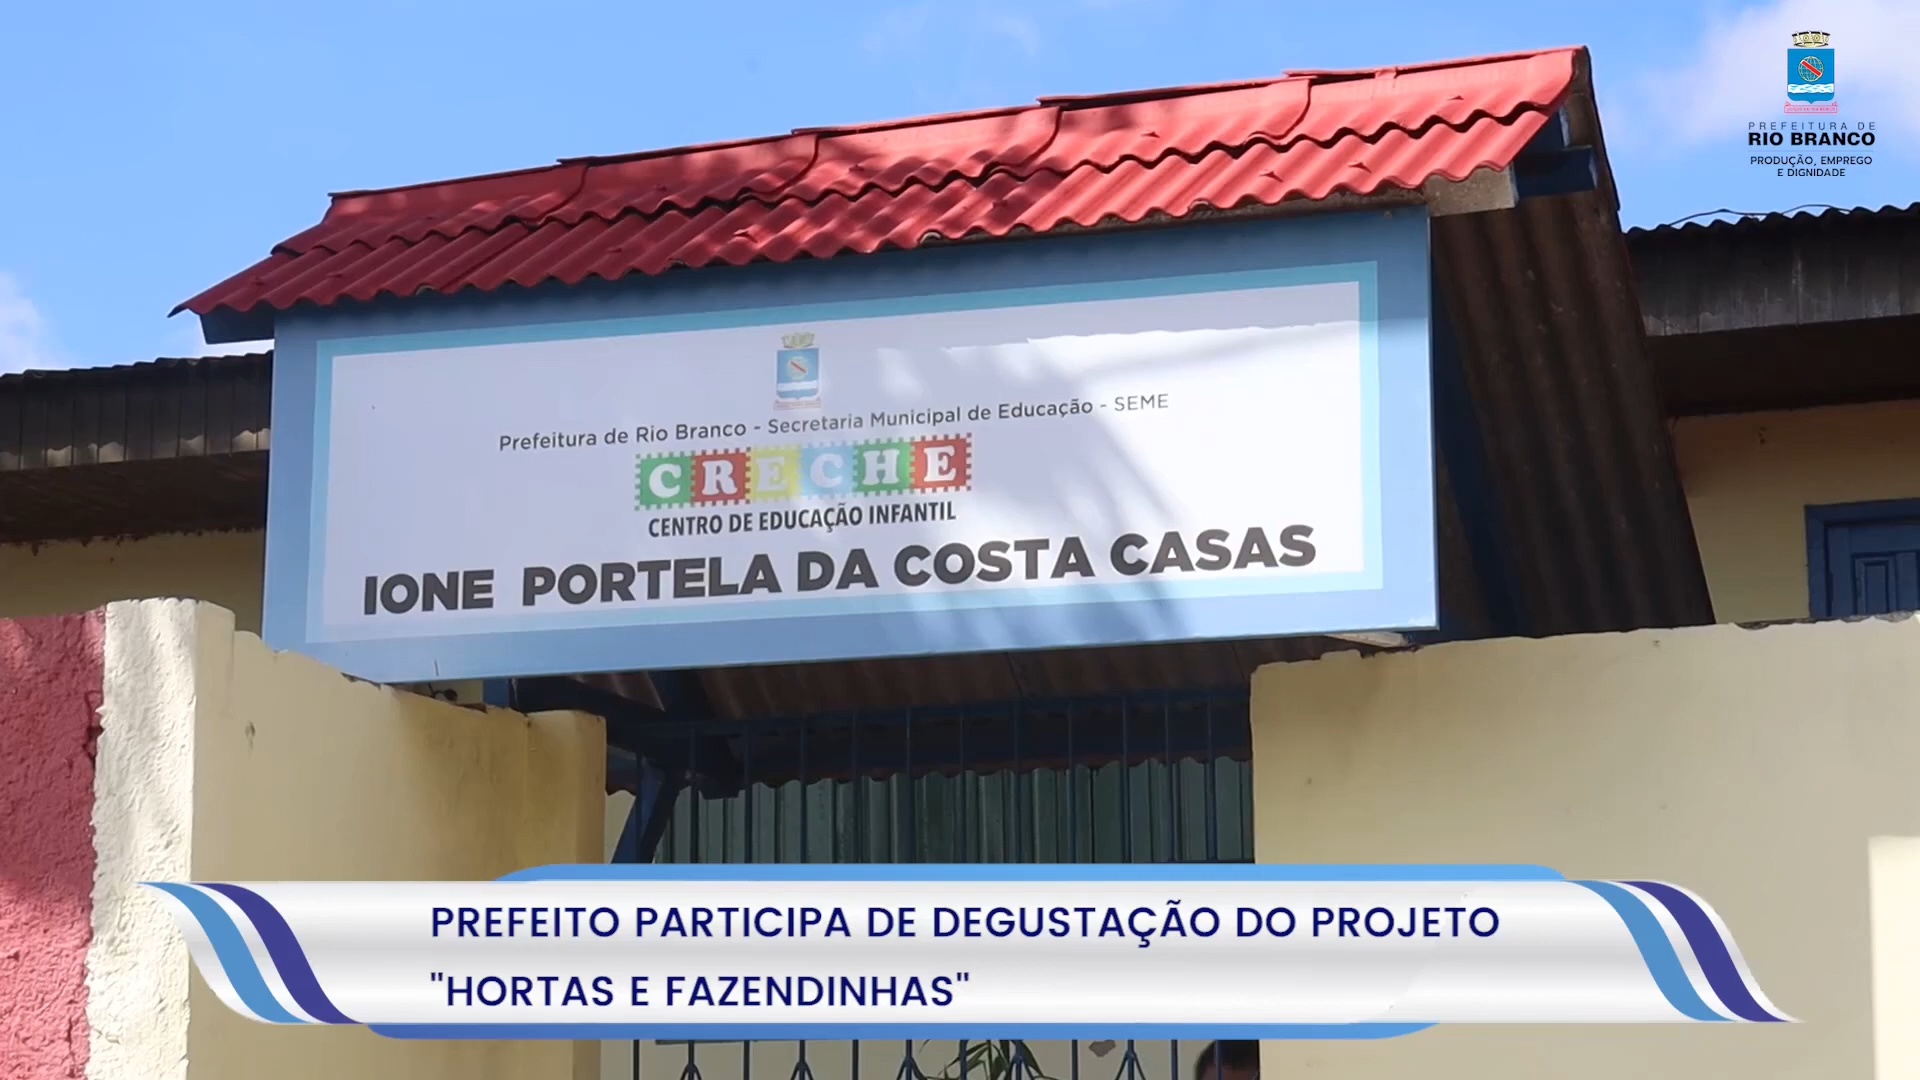 PREFEITURA DE
RIO BRANCO
PRODUÇÃO, EMPREGO
E DIGNIDADE
Prefeitura de Rio Branco - Secretaria Municipal de Educação - SEME
CRECHE
CENTRO DE EDUCAÇÃO INFANTIL
IONE PORTELA DA COSTA CASAS
PREFEITO PARTICIPA DE DEGUSTAÇÃO DO PROJETO
"HORTAS E FAZENDINHAS"